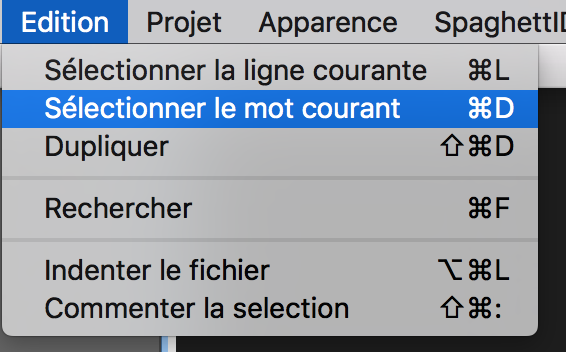 Edition Projet Apparence SpaghettID
Sélectionner la ligne courante ⌘L
Sélectionner le mot courant ⌘D
Dupliquer ⇧⌘D
Rechercher ⌘F
Indenter le fichier ⌥⌘L
Commenter la selection ⇧⌘: